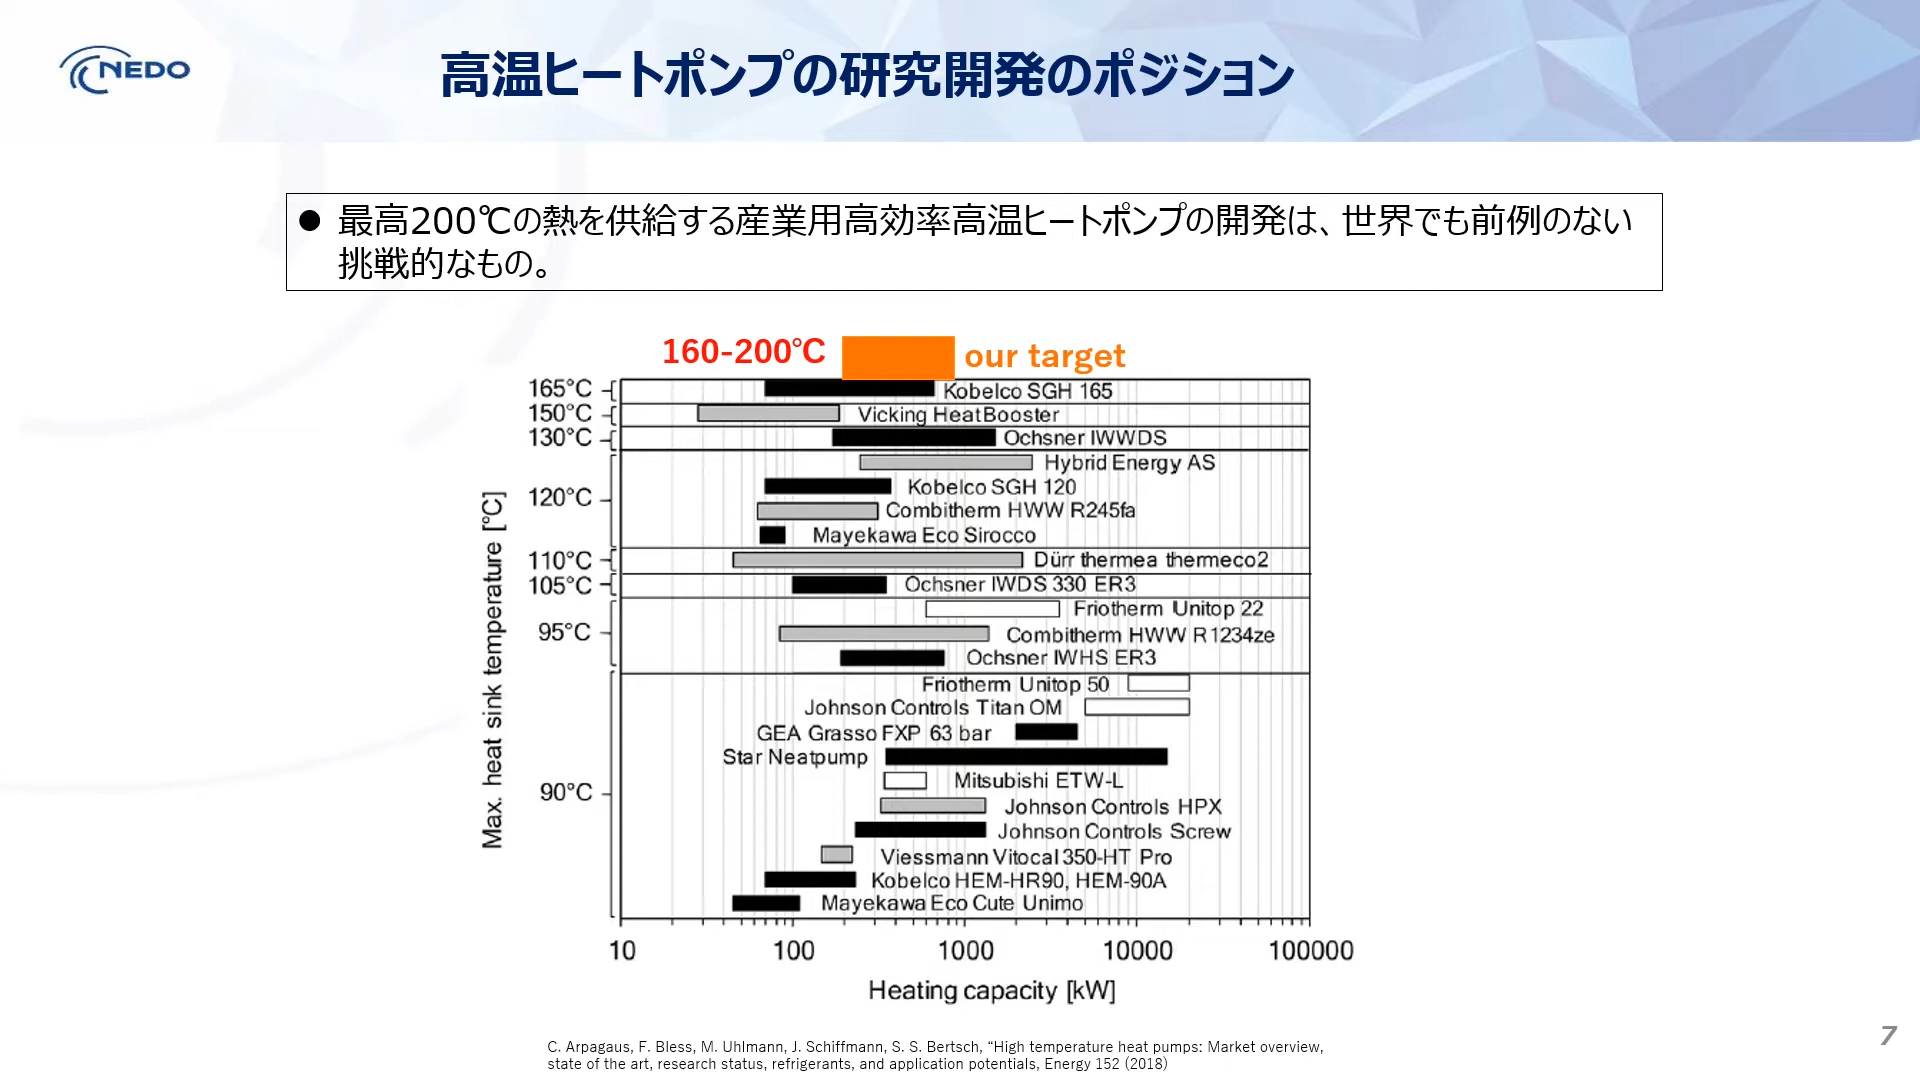 NEDO
高温ヒートポンプの研究開発のポジション
● 最高200℃の熱を供給する産業用高効率高温ヒートポンプの開発は、世界でも前例のない
挑戦的なもの。
160-200℃
our target
165°C
Kobelco SGH 165
150°C
Vicking HeatBooster
130°C
Ochsner IWWDS
Hybrid Energy AS
Kobelco SGH 120
120°C
Combitherm HWW R245fa
Mayekawa Eco Sirocco
110°C
Dürr thermea thermeco2
105°C
Ochsner IWDS 330 ER3
Friotherm Unitop 22
95°C
Combitherm HWW R1234ze
Ochsner IWHS ER3
Friotherm Unitop 50
Johnson Controls Titan OM
GEA Grasso FXP 63 bar
Star Neatpump
Mitsubishi ETW-L
90°C
Johnson Controls HPX
Johnson Controls Screw
Viessmann Vitocal 350-HT Pro
Kobelco HEM-HR90, HEM-90A
Mayekawa Eco Cute Unimo
Max. heat sink temperature [°C]
10 100 1000 10000 100000
Heating capacity [kW]
C. Arpagaus, F. Bless, M. Uhlmann, J. Schiffmann, S. S. Bertsch, “High temperature heat pumps: Market overview,
state of the art, research status, refrigerants, and application potentials, Energy 152 (2018)
7